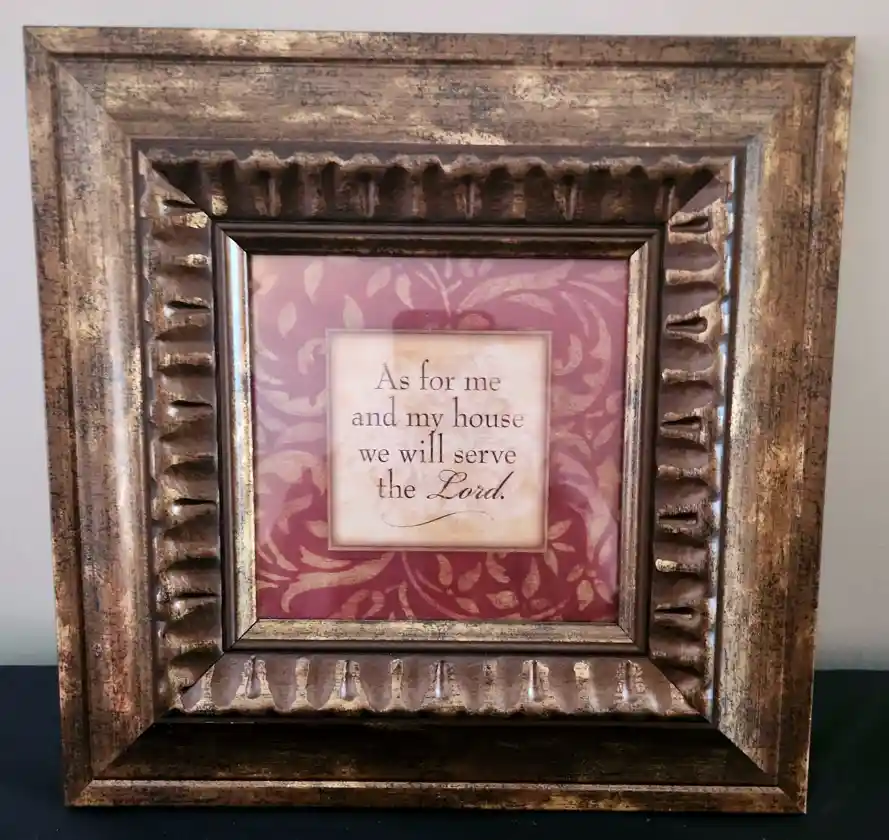 As for me
and my house
we will serve
the Lord.